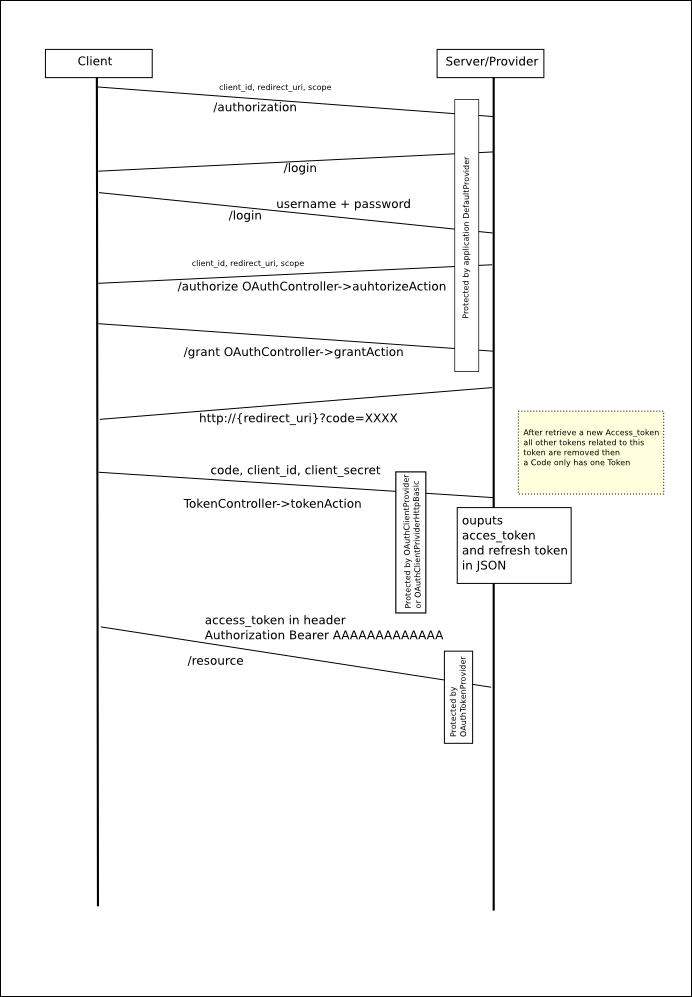 Client
Server/Provider
client_id, redirect_uri, scope
/authorization
/login
username + password
/login
Protected by application DefaultProvider
client_id, redirect_uri, scope
/authorize OAuthController->auhtorizeAction
/grant OAuthController->grantAction
http://{redirect_uri}?code=XXXX
After retrieve a new Access_token
all other tokens related to this
token are removed then
a Code only has one Token
code, client_id, client_secret
TokenController->tokenAction
Protected by OAuthClientProvider
or OAuthClientPrividerHttpBasic
ouputs
acces_token
and refresh token
in JSON
access_token in header
Authorization Bearer AAAAAAAAAAAAA
/resource
Protected by
OAuthTokenProvider